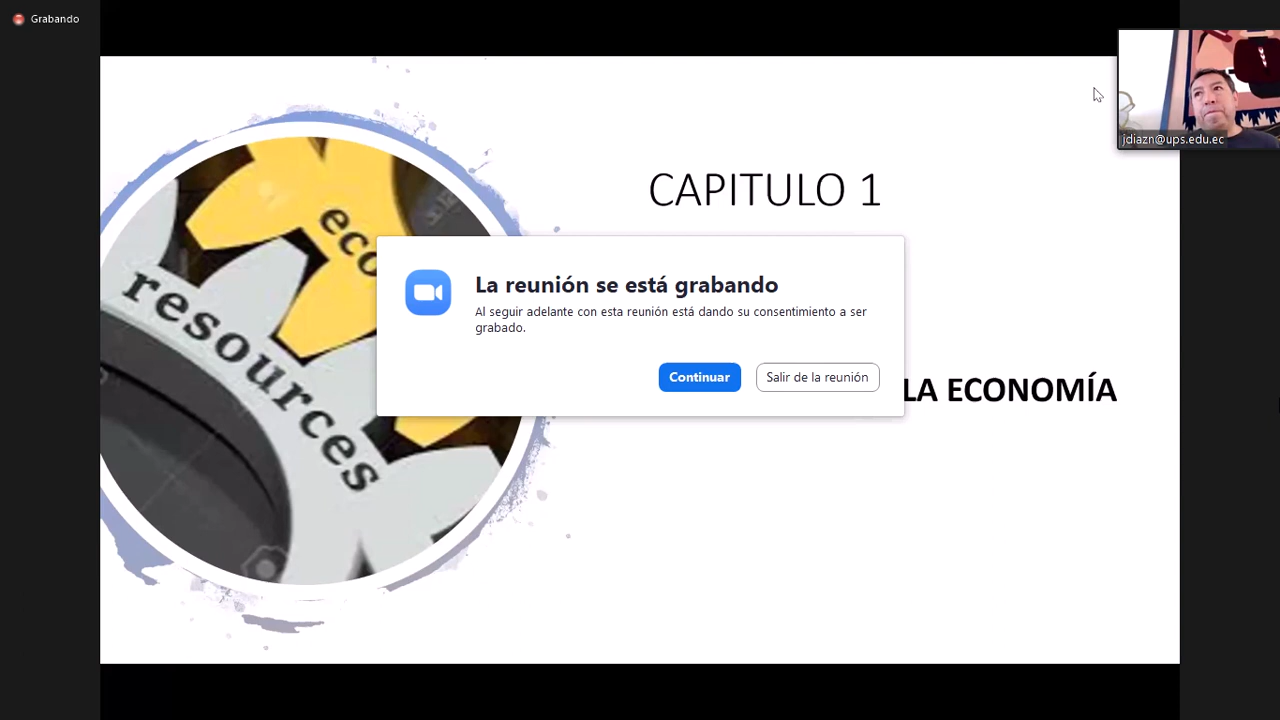 Grabando
jdiazn@ups.edu.ec
CAPITULO 1
eco
resources
La reunión se está grabando
Al seguir adelante con esta reunión está dando su consentimiento a ser
grabado.
Continuar
Salir de la reunión
LA ECONOMÍA